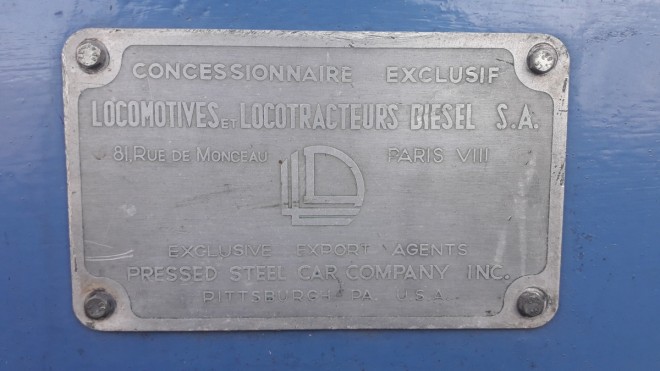 CONCESSIONNAIRE EXCLUSIF
LOCOMOTIVES ET LOCOTRACTEURS DIESEL S.A.
81, RUE DE MONCEAU PARIS VIII
LLD
EXCLUSIVE EXPORT AGENTS
PRESSED STEEL CAR COMPANY INC.
PITTSBURGH PA. U.S.A.